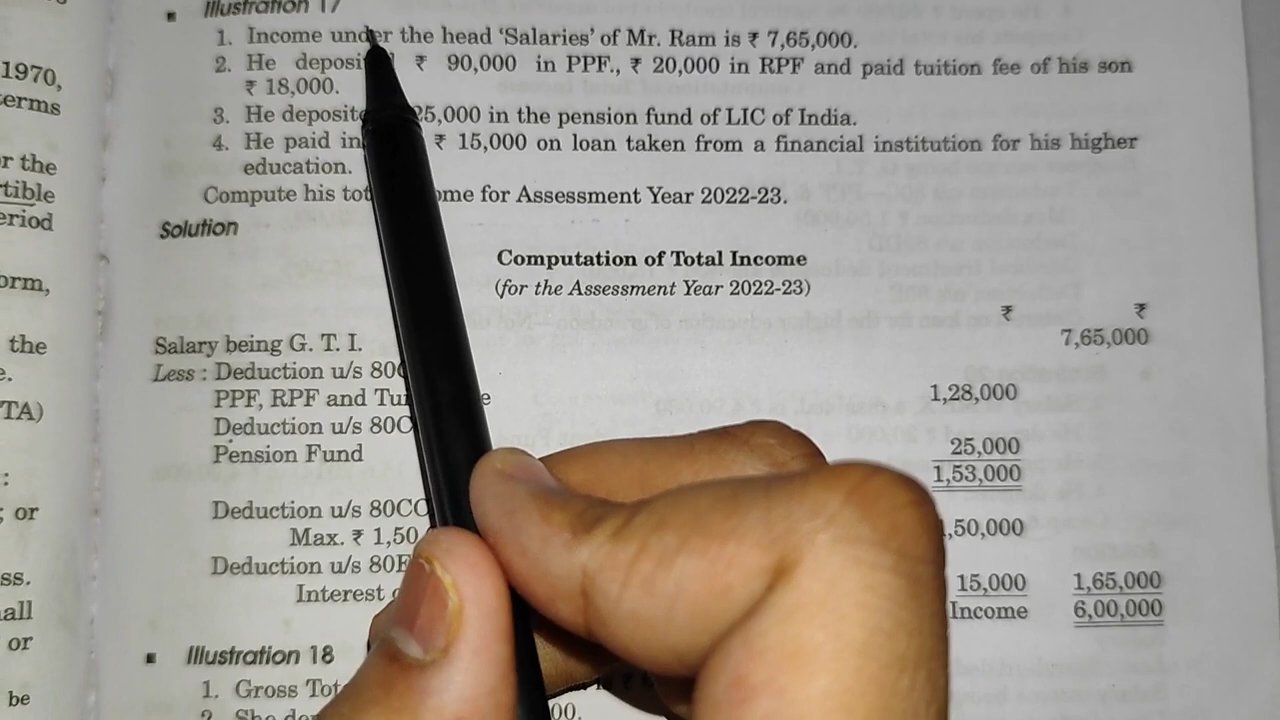 1970,
erms
r the
tible
eriod
orm,
the
e.
TA)
:
; or
ss.
all
or
be
Illustration 17
1. Income under the head 'Salaries' of Mr. Ram is ₹ 7,65,000.
2. He deposi ₹ 90,000 in PPF., ₹ 20,000 in RPF and paid tuition fee of his son
₹ 18,000.
3. He deposite 25,000 in the pension fund of LIC of India.
4. He paid in ₹ 15,000 on loan taken from a financial institution for his higher
education.
Compute his tot ome for Assessment Year 2022-23.
Solution
Computation of Total Income
(for the Assessment Year 2022-23)
₹ ₹
Salary being G. T. I. 7,65,000
Less : Deduction u/s 80
PPF, RPF and Tu e 1,28,000
Deduction u/s 80C
Pension Fund 25,000
1,53,000
Deduction u/s 80CC
Max. ₹ 1,50 ,50,000
Deduction u/s 80
Interest 15,000 1,65,000
Income 6,00,000
Illustration 18
1. Gross Tot
2. She de 00.